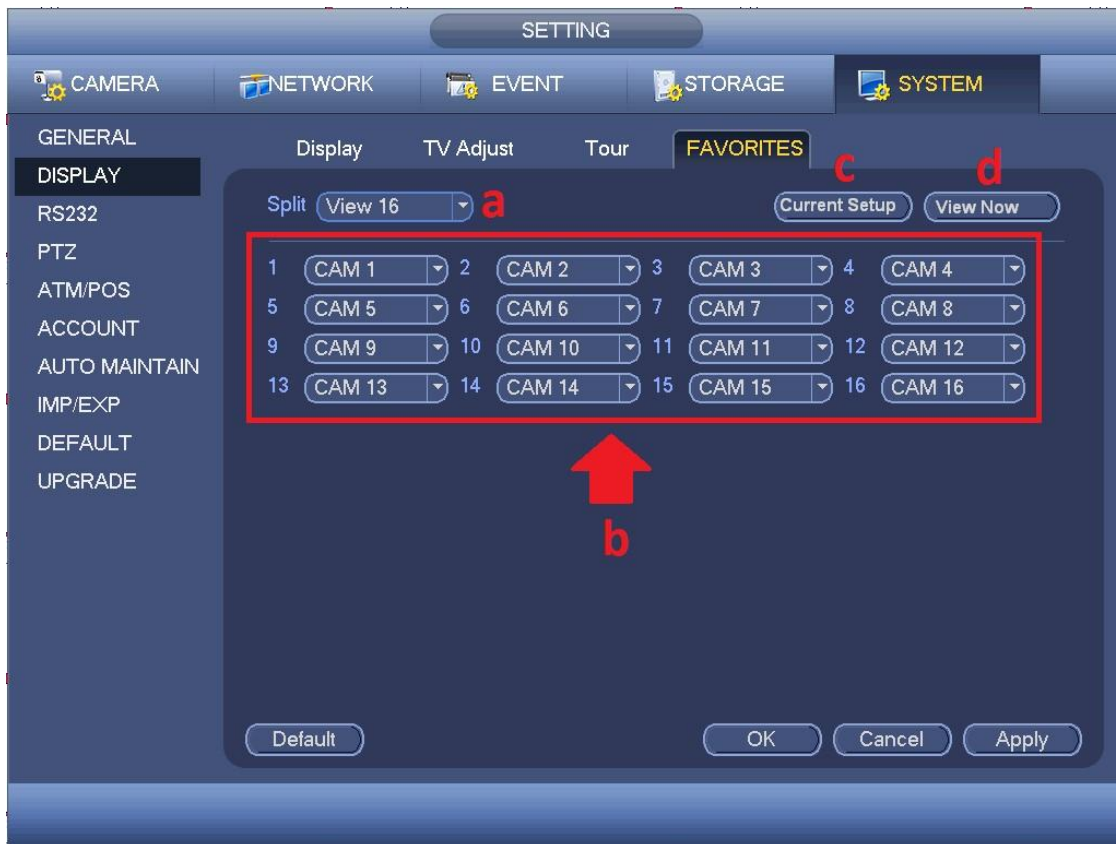 SETTING
CAMERA NETWORK EVENT STORAGE SYSTEM
GENERAL
DISPLAY
RS232
PTZ
ATM/POS
ACCOUNT
AUTO MAINTAIN
IMP/EXP
DEFAULT
UPGRADE
Display TV Adjust Tour FAVORITES
c d
Split View 16 a Current Setup View Now
1 CAM 1 2 CAM 2 3 CAM 3 4 CAM 4
5 CAM 5 6 CAM 6 7 CAM 7 8 CAM 8
9 CAM 9 10 CAM 10 11 CAM 11 12 CAM 12
13 CAM 13 14 CAM 14 15 CAM 15 16 CAM 16
b
Default OK Cancel Apply